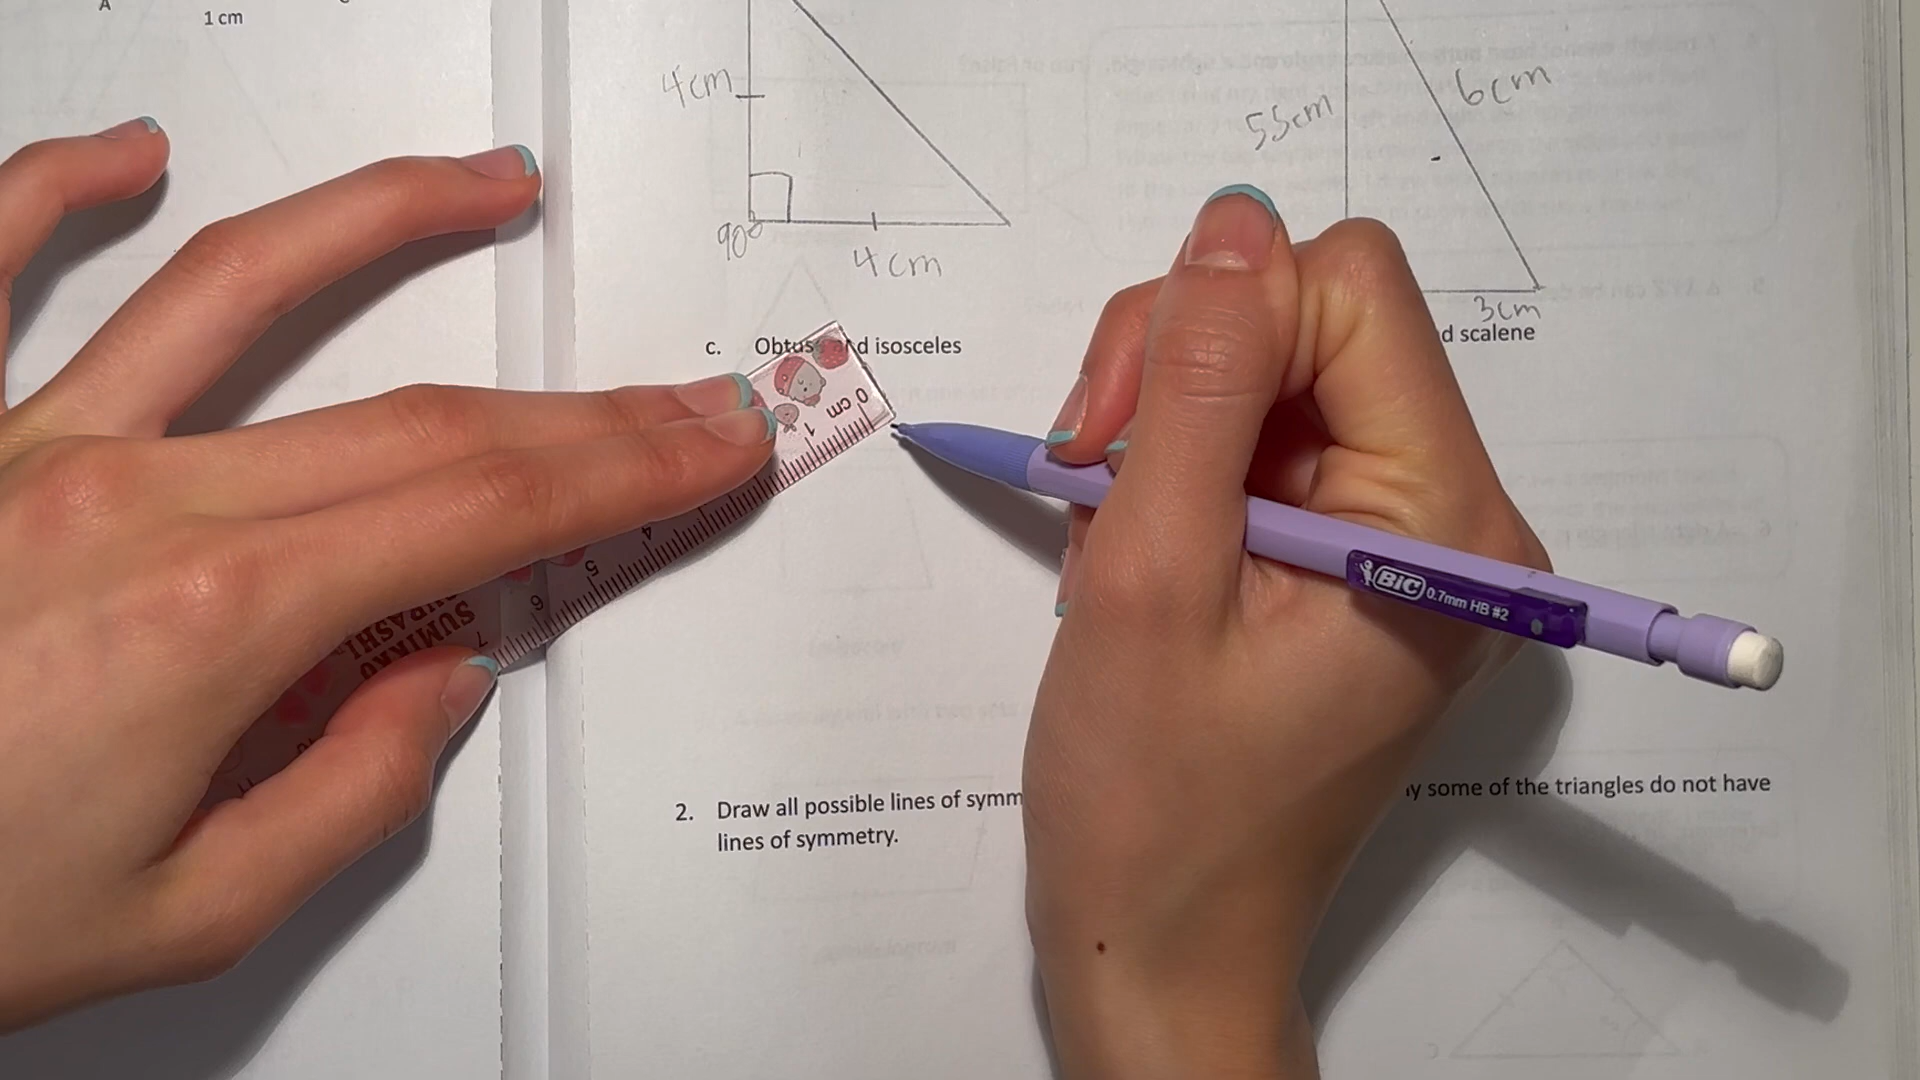 A
1 cm
4cm
6cm
55cm
90°
4cm
3cm
c. Obtuse and isosceles
d scalene
0 cm
1
4
5
6
7
SUMIKKO
GURASHI
BIC 0.7mm HB #2
2. Draw all possible lines of symm
y some of the triangles do not have
lines of symmetry.